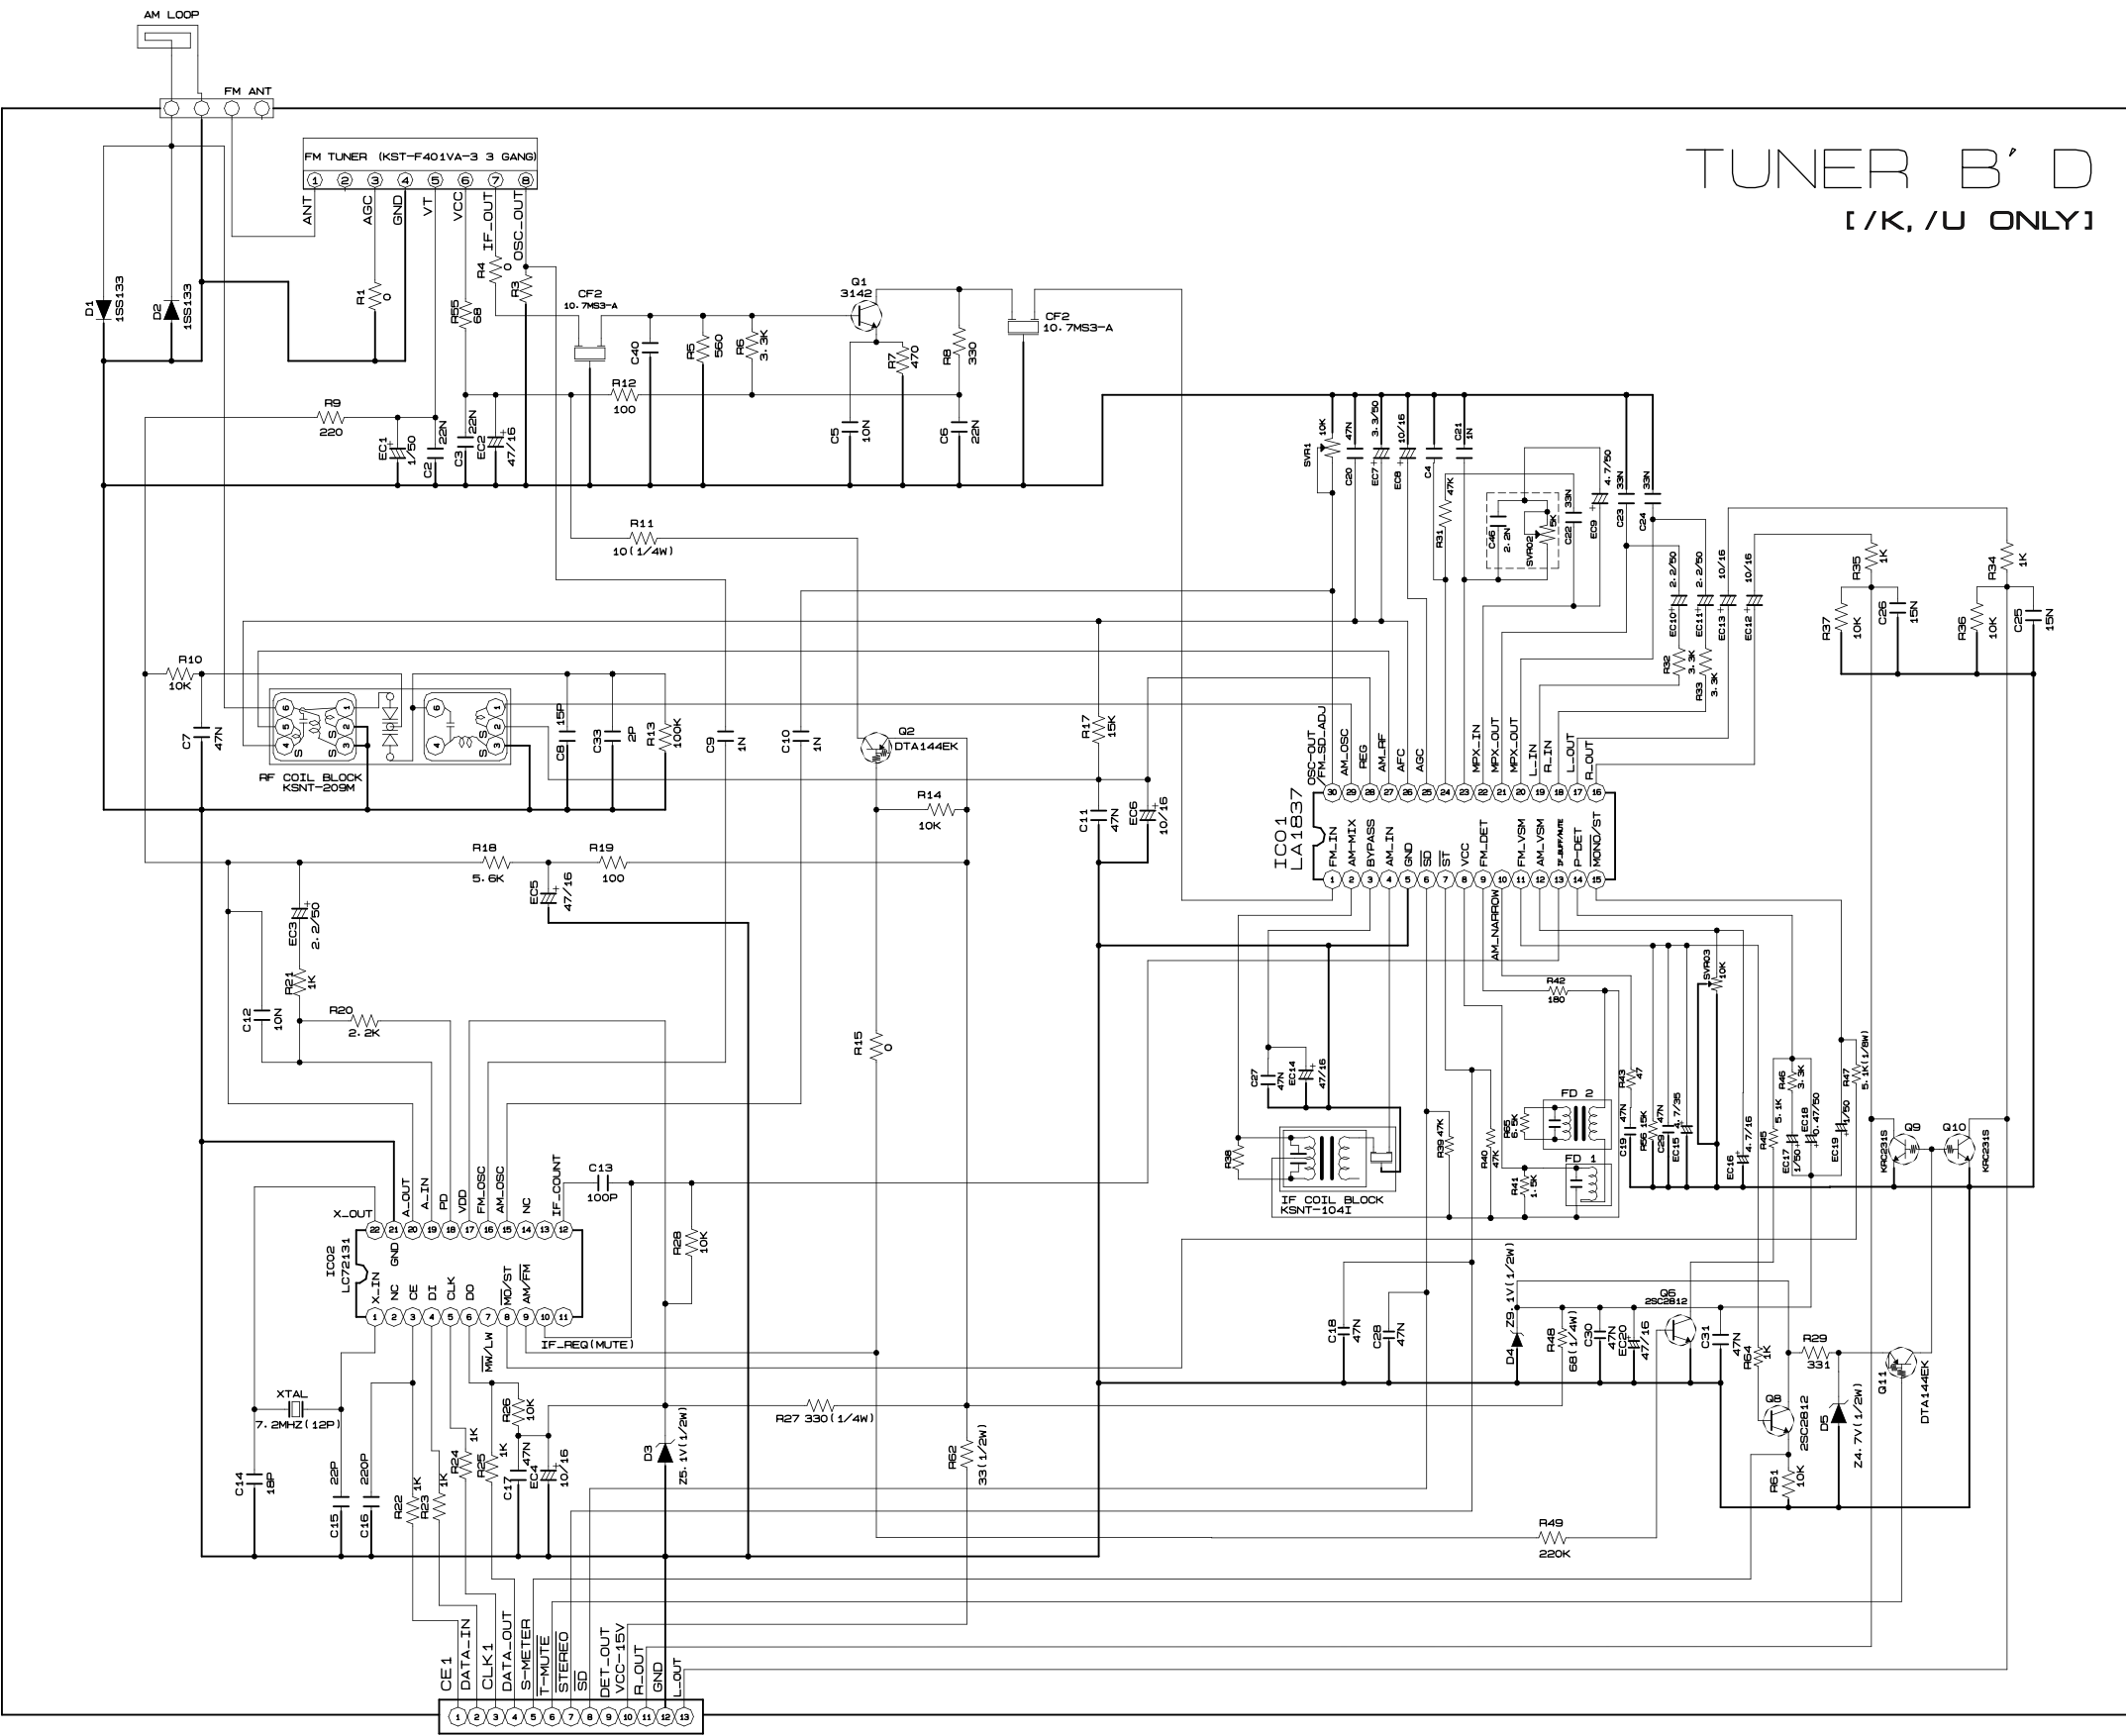 AM LOOP
FM ANT
TUNER B' D
[/K, /U ONLY]
FM TUNER (KST-F401VA-3 3 GANG)
1 2 3 4 5 6 7 8
ANT
AGC
GND
VT
VCC
IF_OUT
OSC_OUT
D1
1SS133
D2
1SS133
R1
0
R55
68
R4
0
R3
CF2
10.7MS3-A
C40
R5
560
R6
3.3K
Q1
3142
R7
470
R8
330
CF2
10.7MS3-A
R9
220
EC1
1/50
C2
22N
C3
22N
EC2
47/16
R12
100
C5
10N
C6
22N
R11
10(1/4W)
SVR1
10K
C20
47N
EC7
3.3/50
EC8
10/16
C4
C21
1N
R31
47K
C46
2.2N
SVR02
5K
C22
33N
EC9
4.7/50
C23
33N
C24
33N
EC10
2.2/50
EC11
2.2/50
EC13
10/16
EC12
10/16
R32
3.3K
R33
3.3K
R35
1K
R34
1K
R37
10K
C26
15N
R36
10K
C25
15N
R10
10K
C7
47N
6 5 4 1 2 3
S S
6 4 1 2 3
S S
RF COIL BLOCK
KSNT-209M
C8
15P
C33
2P
R13
100K
C9
1N
C10
1N
Q2
DTA144EK
R14
10K
R17
15K
C11
47N
EC6
10/16
IC01
LA1837
OSC-OUT
FM_SD_ADJ
AM_OSC
REG
AM_RF
AFC
AGC
MPX_IN
MPX_OUT
MPX_OUT
L_IN
R_IN
L_OUT
R_OUT
30 29 28 27 26 25 24 23 22 21 20 19 18 17 16
FM_IN
AM-MIX
BYPASS
AM_IN
GND
SD
ST
VCC
FM_DET
AM_NARROW
FM_VSM
AM_VSM
IF_BUFF/MUTE
P-DET
MONO/ST
1 2 3 4 5 6 7 8 9 10 11 12 13 14 15
R18
5.6K
R19
100
EC5
47/16
EC3
2.2/50
R21
1K
C12
10N
R20
2.2K
R15
0
C27
47N
EC14
47/16
R38
IF COIL BLOCK
KSNT-104I
R39 47K
R40
47K
R42
180
FD 2
R65
6.5K
FD 1
R41
1.5K
R43
47
C19
47N
R56 15K
C29
47N
EC15
4.7/35
SVR03
10K
EC16
4.7/16
R45
5.1K
R46
3.3K
EC17
1/50
EC18
0.47/50
EC19
1/50
R47
5.1K(1/8W)
Q9
KRC231S
Q10
KRC231S
IC02
LC72131
X_OUT
GND
A_OUT
A_IN
PD
VDD
FM_OSC
AM_OSC
NC
IF_COUNT
22 21 20 19 18 17 16 15 14 13 12
X_IN
NC
CE
DI
CLK
DO
MW/LW
MO/ST
AM/FM
IF_REQ(MUTE)
1 2 3 4 5 6 7 8 9 10 11
C13
100P
R28
10K
XTAL
7.2MHZ(12P)
C14
18P
C15
22P
C16
220P
R22
1K
R23
1K
R24
1K
R25
1K
R26
10K
C17
47N
EC4
10/16
D3
Z5.1V(1/2W)
R27 330(1/4W)
R62
33(1/2W)
C18
47N
C28
47N
D4
Z9.1V(1/2W)
R48
68(1/4W)
C30
47N
EC20
47/16
Q6
2SC2812
C31
47N
R64
1K
R29
331
Q8
2SC2812
D5
Z4.7V(1/2W)
Q11
DTA144EK
R61
10K
R49
220K
CE1
DATA_IN
CLK1
DATA_OUT
S-METER
T-MUTE
STEREO
SD
DET_OUT
VCC-15V
R_OUT
GND
L_OUT
1 2 3 4 5 6 7 8 9 10 11 12 13